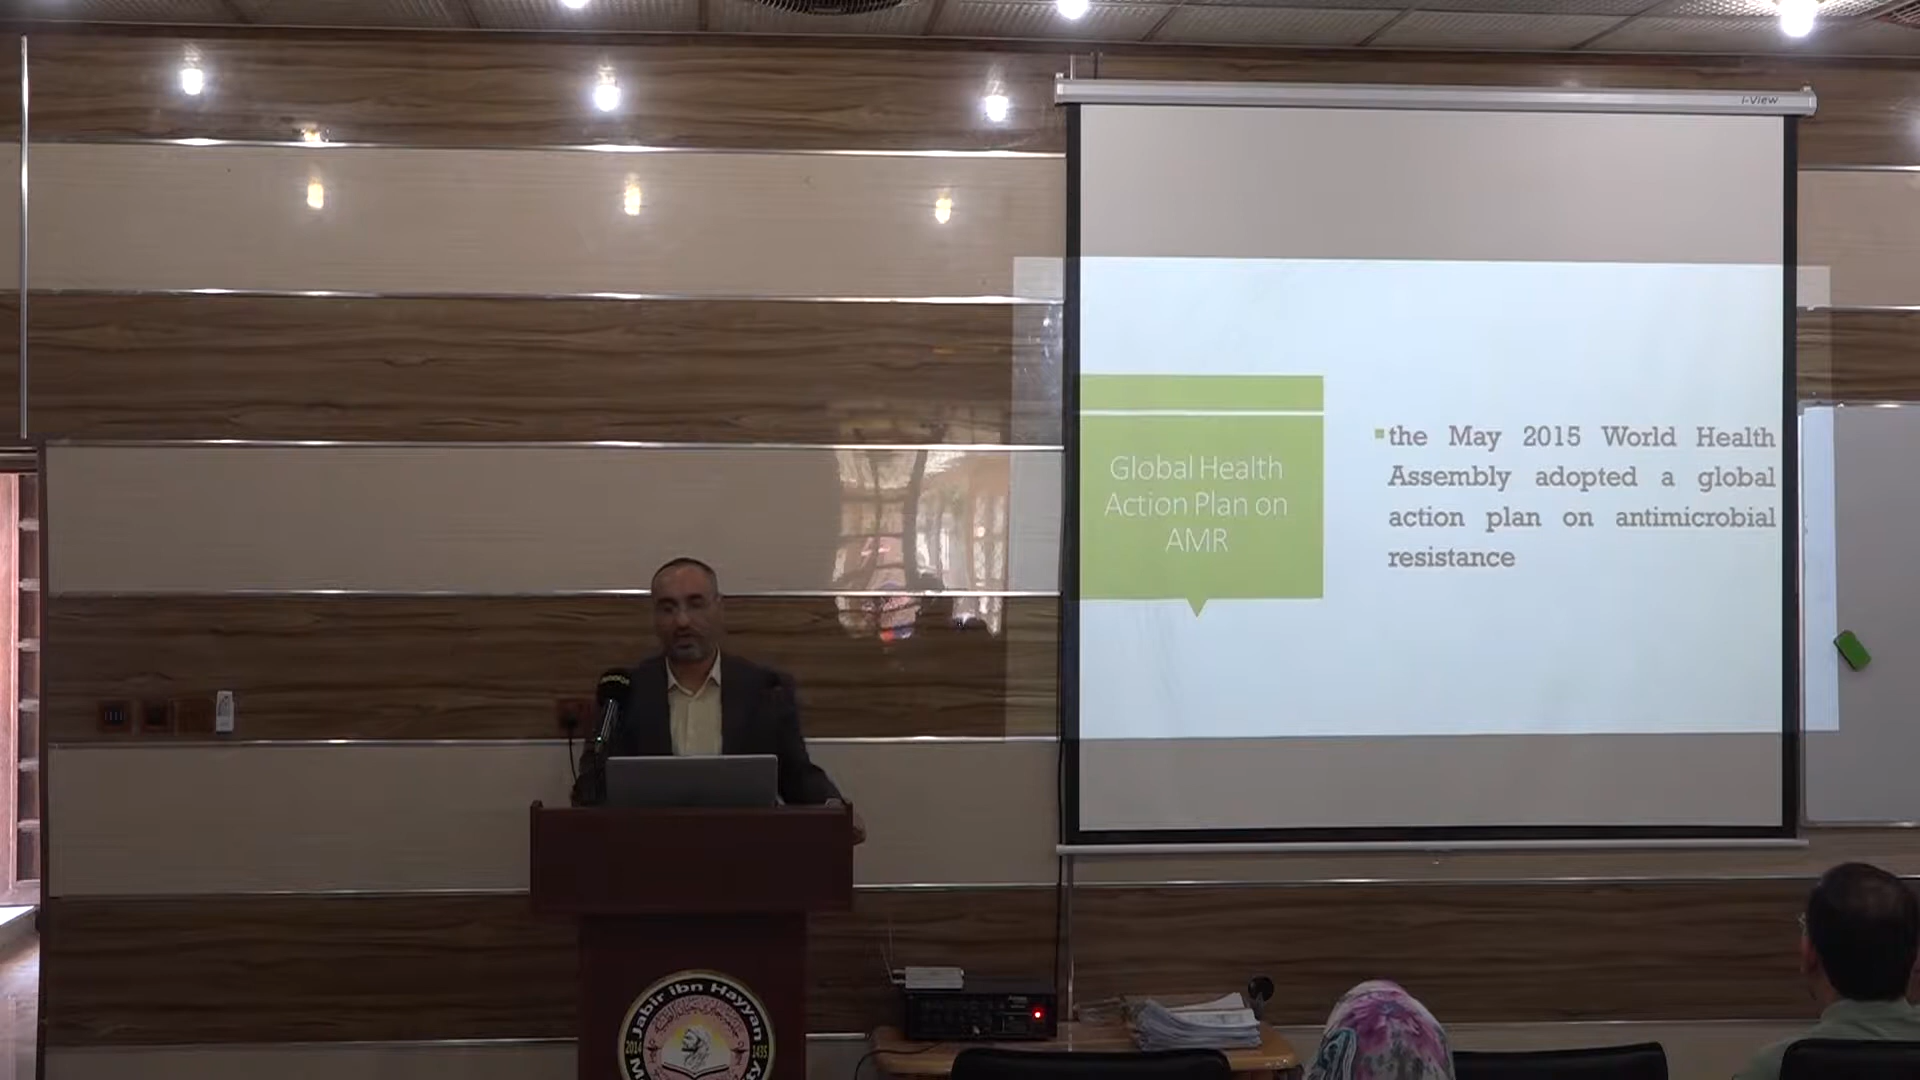 i-View
Global Health
Action Plan on
AMR
the May 2015 World Health
Assembly adopted a global
action plan on antimicrobial
resistance
Jabir ibn Hayyan
2014
1435